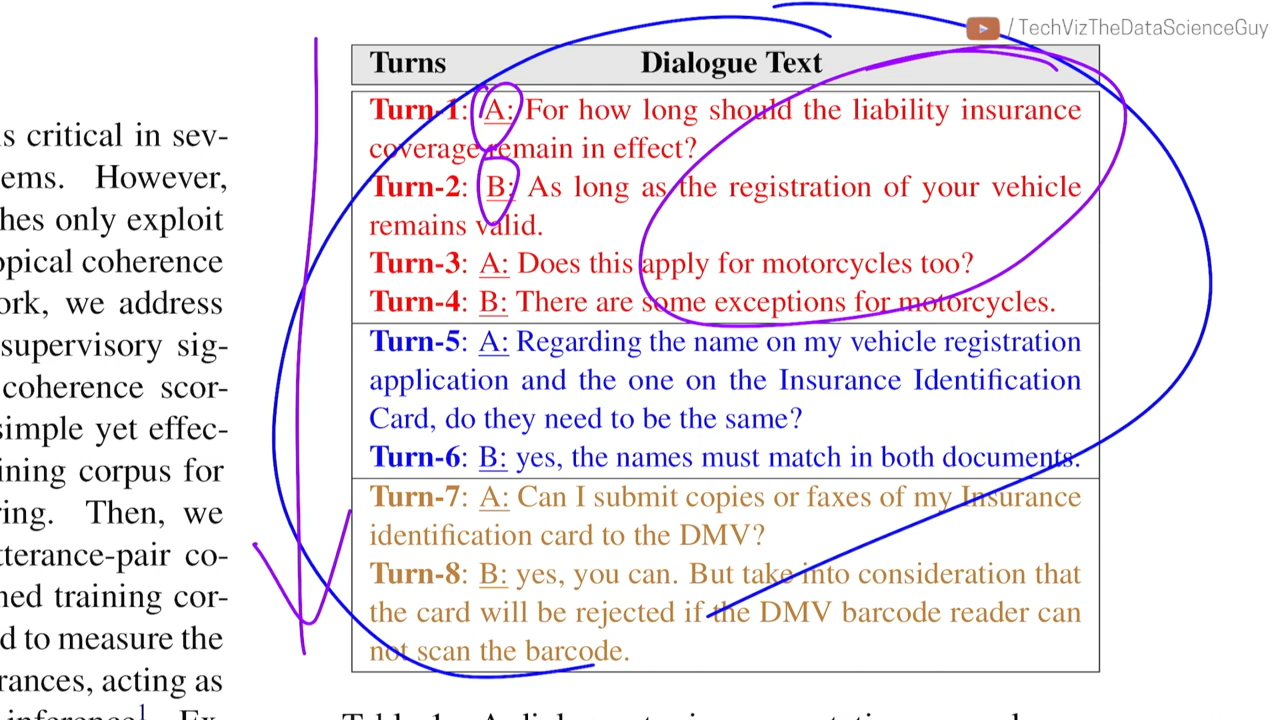 / TechVizTheDataScienceGuy
s critical in sev-
ems. However,
hes only exploit
opical coherence
ork, we address
supervisory sig-
coherence scor-
simple yet effec-
ining corpus for
ring. Then, we
tterance-pair co-
ned training cor-
d to measure the
rances, acting as
inference¹ Ex-
Turns Dialogue Text
Turn-1: A: For how long should the liability insurance
coverage remain in effect?
Turn-2: B: As long as the registration of your vehicle
remains valid.
Turn-3: A: Does this apply for motorcycles too?
Turn-4: B: There are some exceptions for motorcycles.
Turn-5: A: Regarding the name on my vehicle registration
application and the one on the Insurance Identification
Card, do they need to be the same?
Turn-6: B: yes, the names must match in both documents.
Turn-7: A: Can I submit copies or faxes of my Insurance
identification card to the DMV?
Turn-8: B: yes, you can. But take into consideration that
the card will be rejected if the DMV barcode reader can
not scan the barcode.